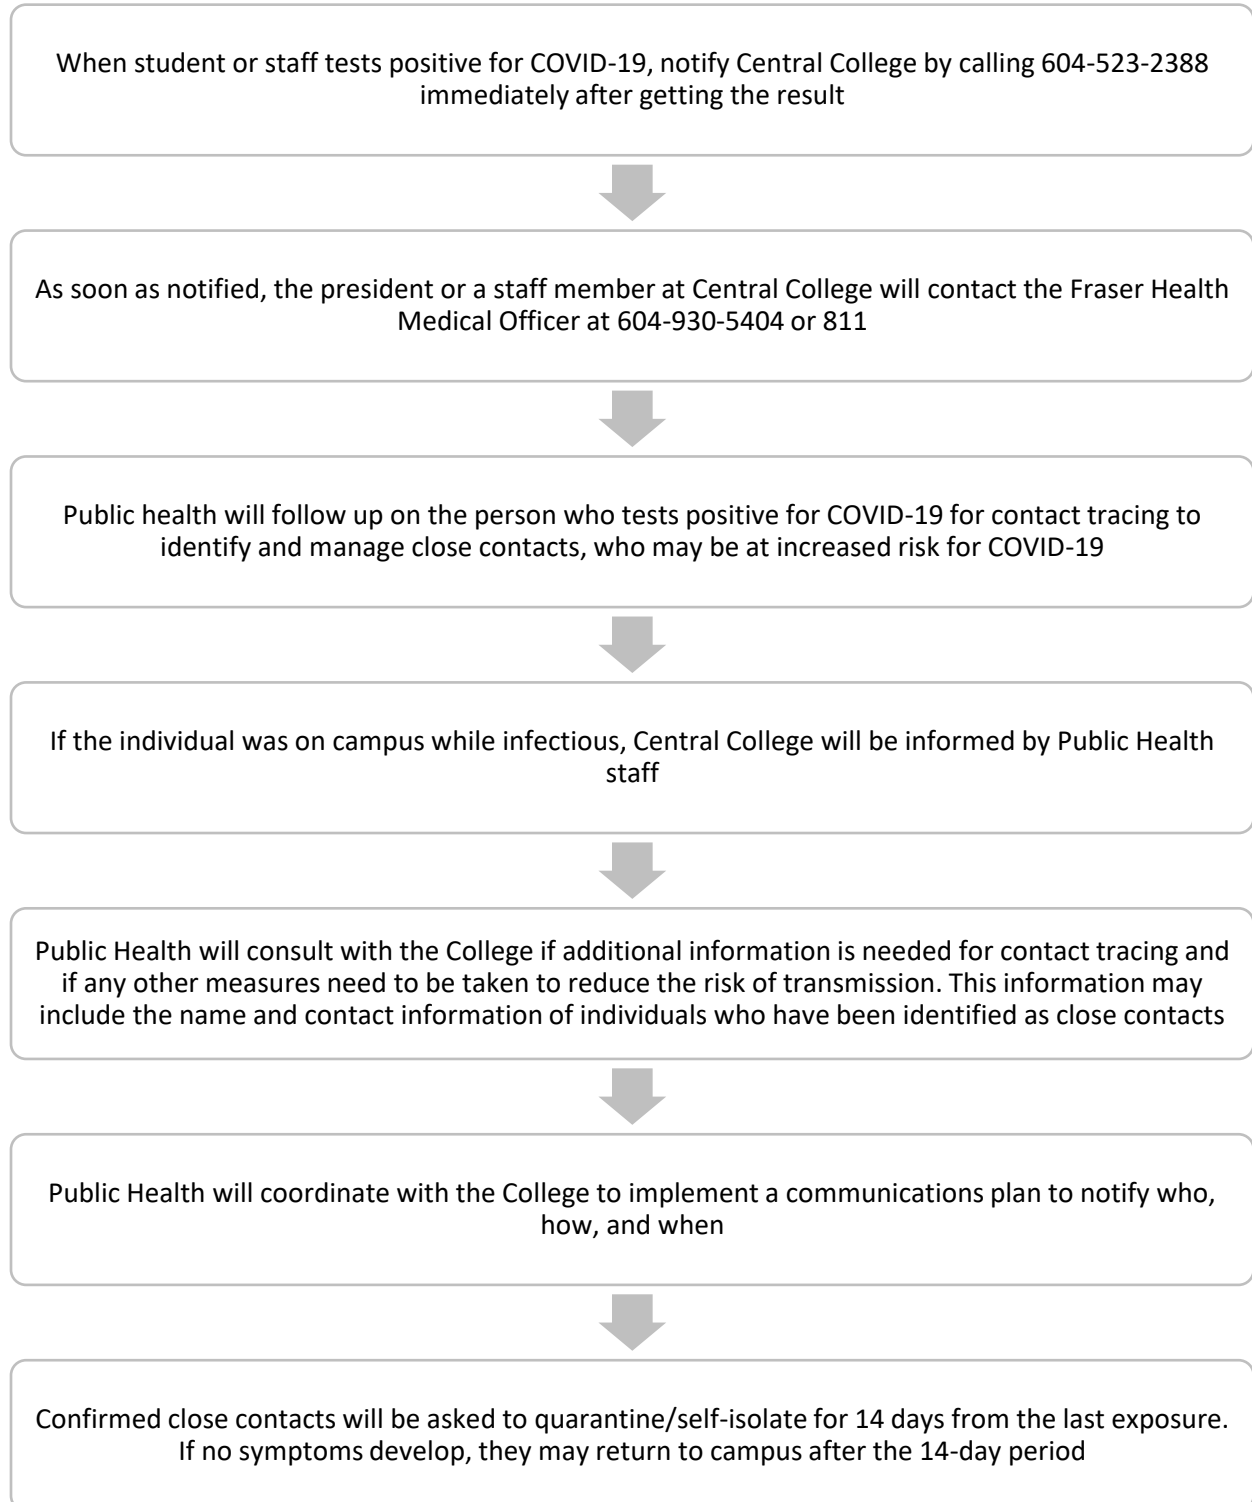 When student or staff tests positive for COVID-19, notify Central College by calling 604-523-2388
immediately after getting the result
As soon as notified, the president or a staff member at Central College will contact the Fraser Health
Medical Officer at 604-930-5404 or 811
Public health will follow up on the person who tests positive for COVID-19 for contact tracing to
identify and manage close contacts, who may be at increased risk for COVID-19
If the individual was on campus while infectious, Central College will be informed by Public Health
staff
Public Health will consult with the College if additional information is needed for contact tracing and
if any other measures need to be taken to reduce the risk of transmission. This information may
include the name and contact information of individuals who have been identified as close contacts
Public Health will coordinate with the College to implement a communications plan to notify who,
how, and when
Confirmed close contacts will be asked to quarantine/self-isolate for 14 days from the last exposure.
If no symptoms develop, they may return to campus after the 14-day period